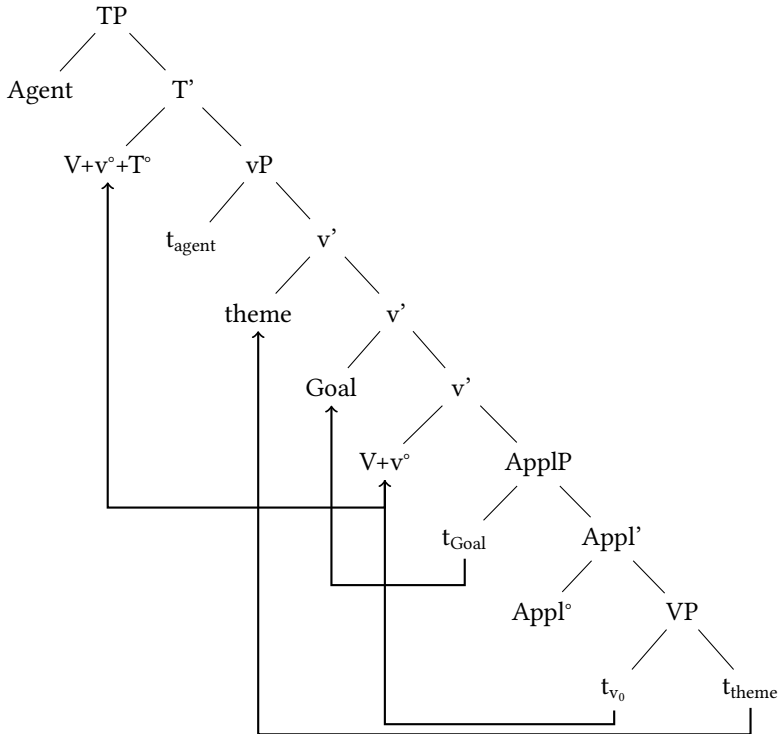 TP
Agent T’
V+v°+T° vP
t_agent v’
theme v’
Goal v’
V+v° ApplP
t_Goal Appl’
Appl° VP
t_v₀ t_theme